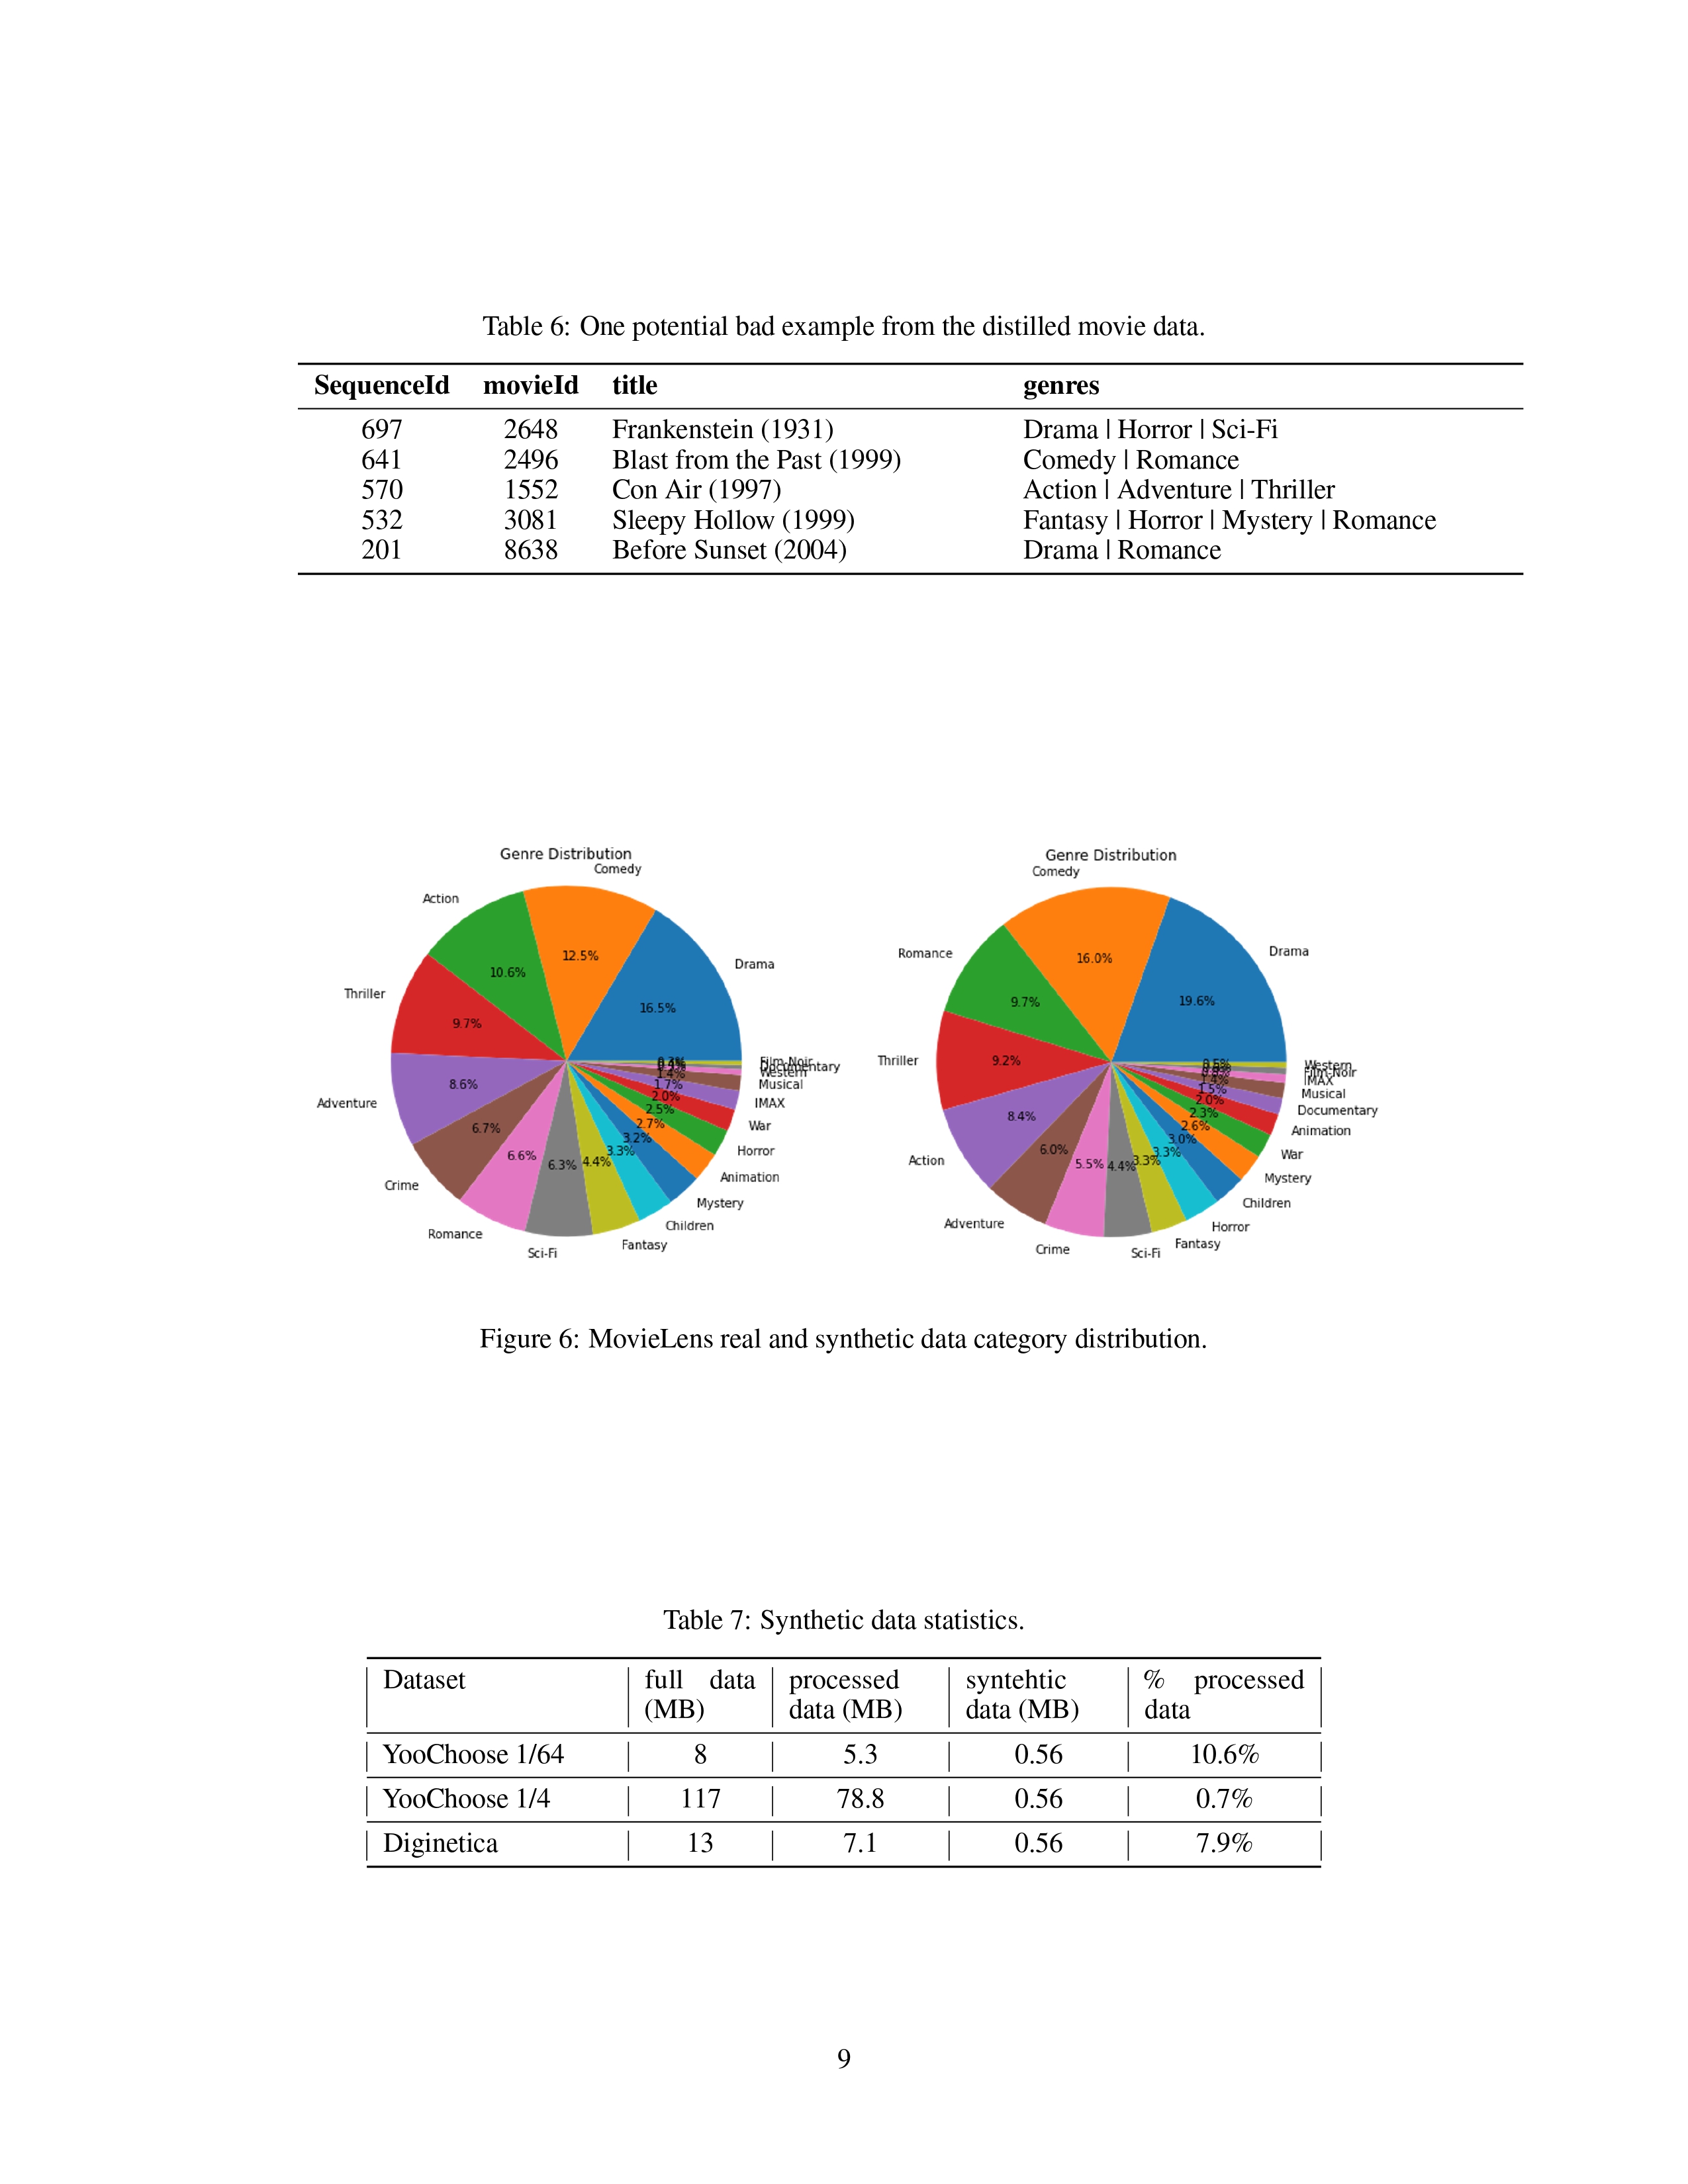 Table 6: One potential bad example from the distilled movie data.
SequenceId movieId title genres
697 2648 Frankenstein (1931) Drama | Horror | Sci-Fi
641 2496 Blast from the Past (1999) Comedy | Romance
570 1552 Con Air (1997) Action | Adventure | Thriller
532 3081 Sleepy Hollow (1999) Fantasy | Horror | Mystery | Romance
201 8638 Before Sunset (2004) Drama | Romance
Genre Distribution
Comedy
12.5%
Action
10.6%
Drama
16.5%
Thriller
9.7%
Adventure
8.6%
Crime
6.7%
Romance
6.6%
Sci-Fi
6.3%
Fantasy
4.4%
Children
3.3%
Mystery
3.2%
Animation
2.7%
Horror
2.5%
War
2.0%
IMAX
1.7%
Musical
1.4%
Western
Documentary
Film-Noir
Genre Distribution
Comedy
16.0%
Drama
19.6%
Romance
9.7%
Thriller
9.2%
Action
8.4%
Adventure
6.0%
Crime
5.5%
Sci-Fi
4.4%
Fantasy
3.3%
Horror
3.3%
Children
3.0%
Mystery
2.6%
War
2.3%
Animation
2.0%
Documentary
1.5%
Musical
1.4%
IMAX
Film-Noir
Western
Figure 6: MovieLens real and synthetic data category distribution.
Table 7: Synthetic data statistics.
Dataset full data processed syntehtic % processed
(MB) data (MB) data (MB) data
YooChoose 1/64 8 5.3 0.56 10.6%
YooChoose 1/4 117 78.8 0.56 0.7%
Diginetica 13 7.1 0.56 7.9%
9